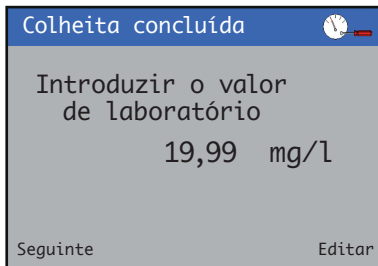 Colheita concluída
Introduzir o valor
de laboratório
19,99 mg/l
Seguinte Editar